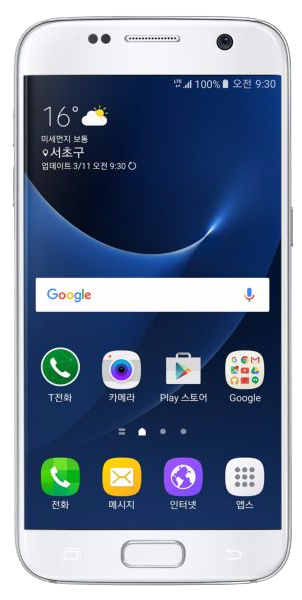 LTE 100% 오전 9:30
16°
미세먼지 보통
서초구
업데이트 3/11 오전 9:30
Google
T전화 카메라 Play 스토어 Google
전화 메시지 인터넷 앱스